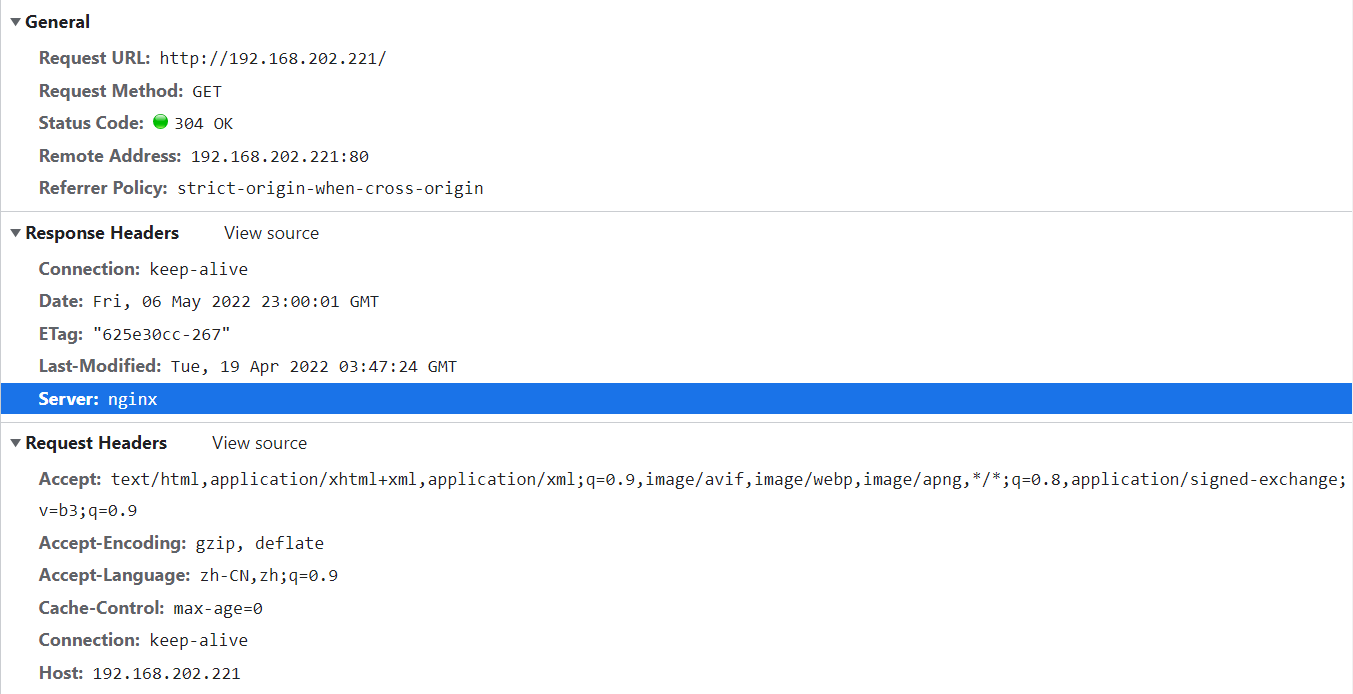 General
Request URL: http://192.168.202.221/
Request Method: GET
Status Code: 304 OK
Remote Address: 192.168.202.221:80
Referrer Policy: strict-origin-when-cross-origin
Response Headers View source
Connection: keep-alive
Date: Fri, 06 May 2022 23:00:01 GMT
ETag: "625e30cc-267"
Last-Modified: Tue, 19 Apr 2022 03:47:24 GMT
Server: nginx
Request Headers View source
Accept: text/html,application/xhtml+xml,application/xml;q=0.9,image/avif,image/webp,image/apng,*/*;q=0.8,application/signed-exchange;
v=b3;q=0.9
Accept-Encoding: gzip, deflate
Accept-Language: zh-CN,zh;q=0.9
Cache-Control: max-age=0
Connection: keep-alive
Host: 192.168.202.221